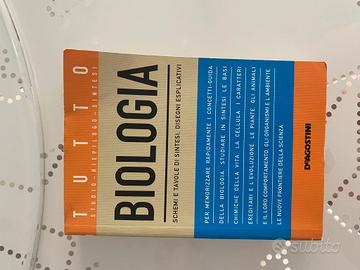 TUTTO
STUDIO-RIEPILOGO-SINTESI
BIOLOGIA
SCHEMI E TAVOLE DI SINTESI: DISEGNI ESPLICATIVI
PER MEMORIZZARE RAPIDAMENTE I CONCETTI-GUIDA
DELLA BIOLOGIA. STUDIARE IN SINTESI LE BASI
CHIMICHE DELLA VITA. LA CELLULA. I CARATTERI
EREDITARI E L'EVOLUZIONE. LE PIANTE. GLI ANIMALI
E IL LORO COMPORTAMENTO. GLI ORGANISMI E L'AMBIENTE.
LE NUOVE FRONTIERE DELLA SCIENZA
DEAGOSTINI
subito